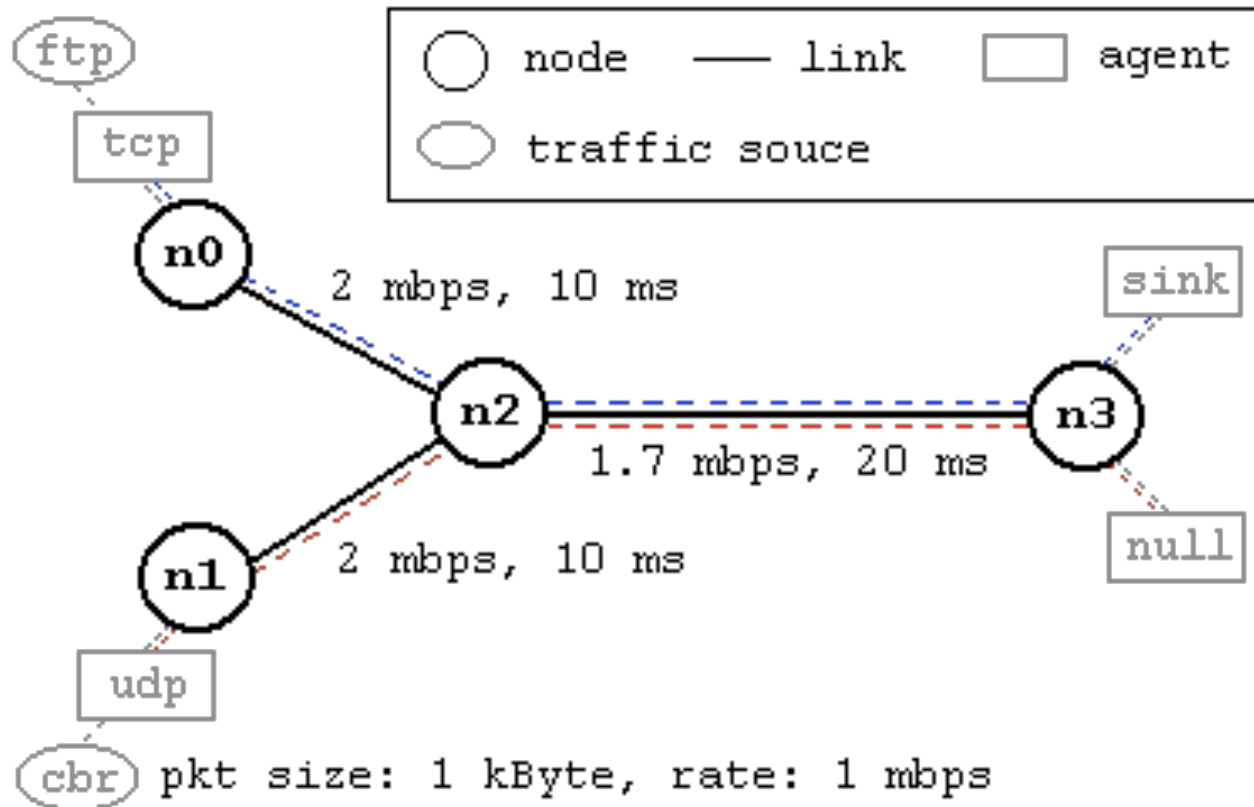 ftp
node link agent
tcp
traffic souce
n0
2 mbps, 10 ms
sink
n2
n3
1.7 mbps, 20 ms
null
n1
2 mbps, 10 ms
udp
cbr pkt size: 1 kByte, rate: 1 mbps